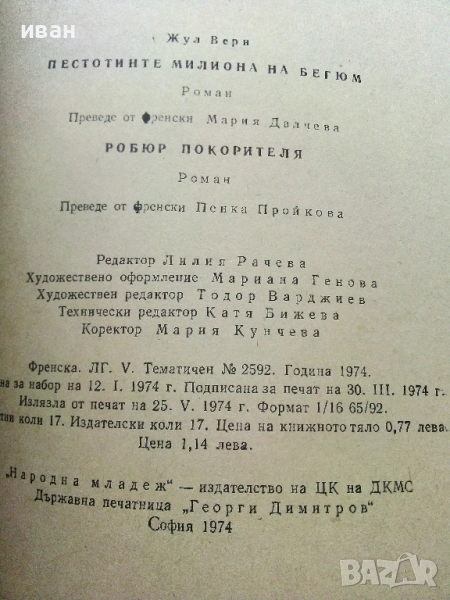 иван
Жул Верн
ПЕСТОТИНТЕ МИЛИОНА НА БЕГЮМ
Роман
Преведе от френски Мария Далчева
РОБЮР ПОКОРИТЕЛЯ
Роман
Преведе от френски Пенка Пройкова
Редактор Лилия Рачева
Художествено оформление Мариана Генова
Художествен редактор Тодор Варджиев
Технически редактор Катя Бижева
Коректор Мария Кунчева
Френска. ЛГ. V. Тематичен № 2592. Година 1974.
на за набор на 12. I. 1974 г. Подписана за печат на 30. III. 1974 г.
Излязла от печат на 25. V. 1974 г. Формат 1/16 65/92.
тни коли 17. Издателски коли 17. Цена на книжното тяло 0,77 лева.
Цена 1,14 лева.
„Народна младеж“ — издателство на ЦК на ДКМС
Държавна печатница „Георги Димитров“
София 1974
BAZAR